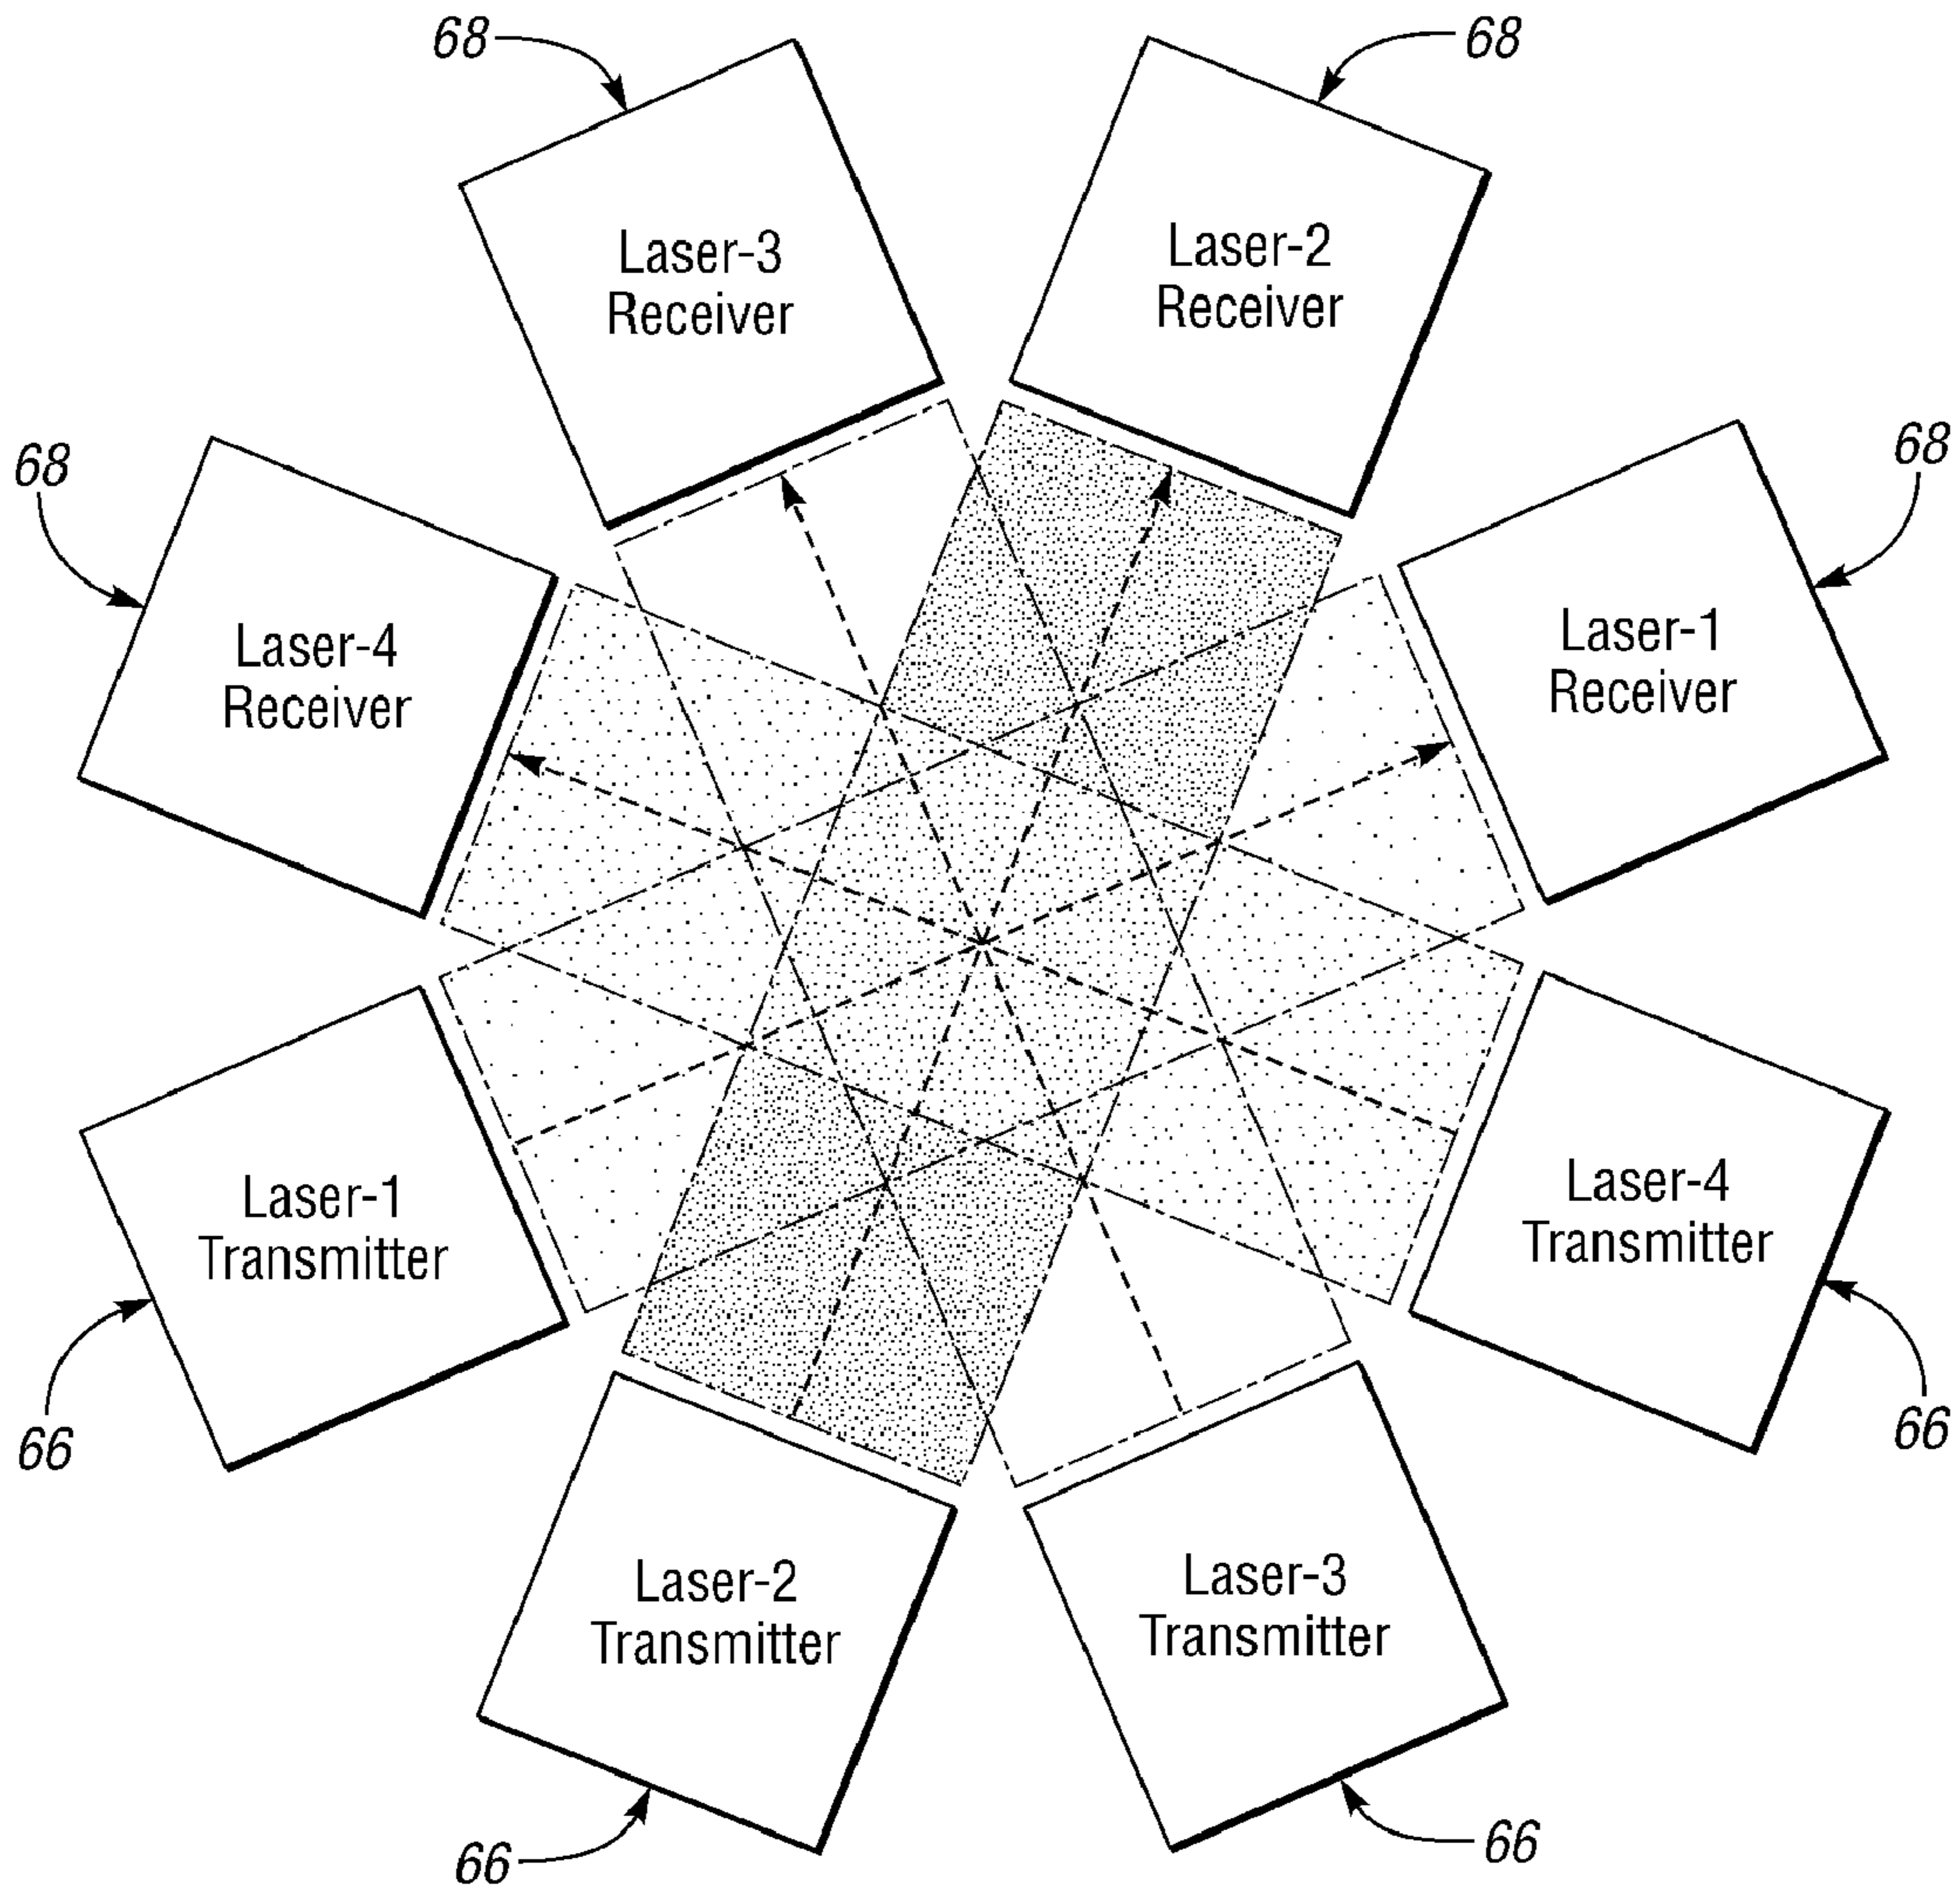 68
68
Laser-3
Receiver
Laser-2
Receiver
68
68
Laser-4
Receiver
Laser-1
Receiver
Laser-1
Transmitter
Laser-4
Transmitter
66
66
Laser-2
Transmitter
Laser-3
Transmitter
66
66